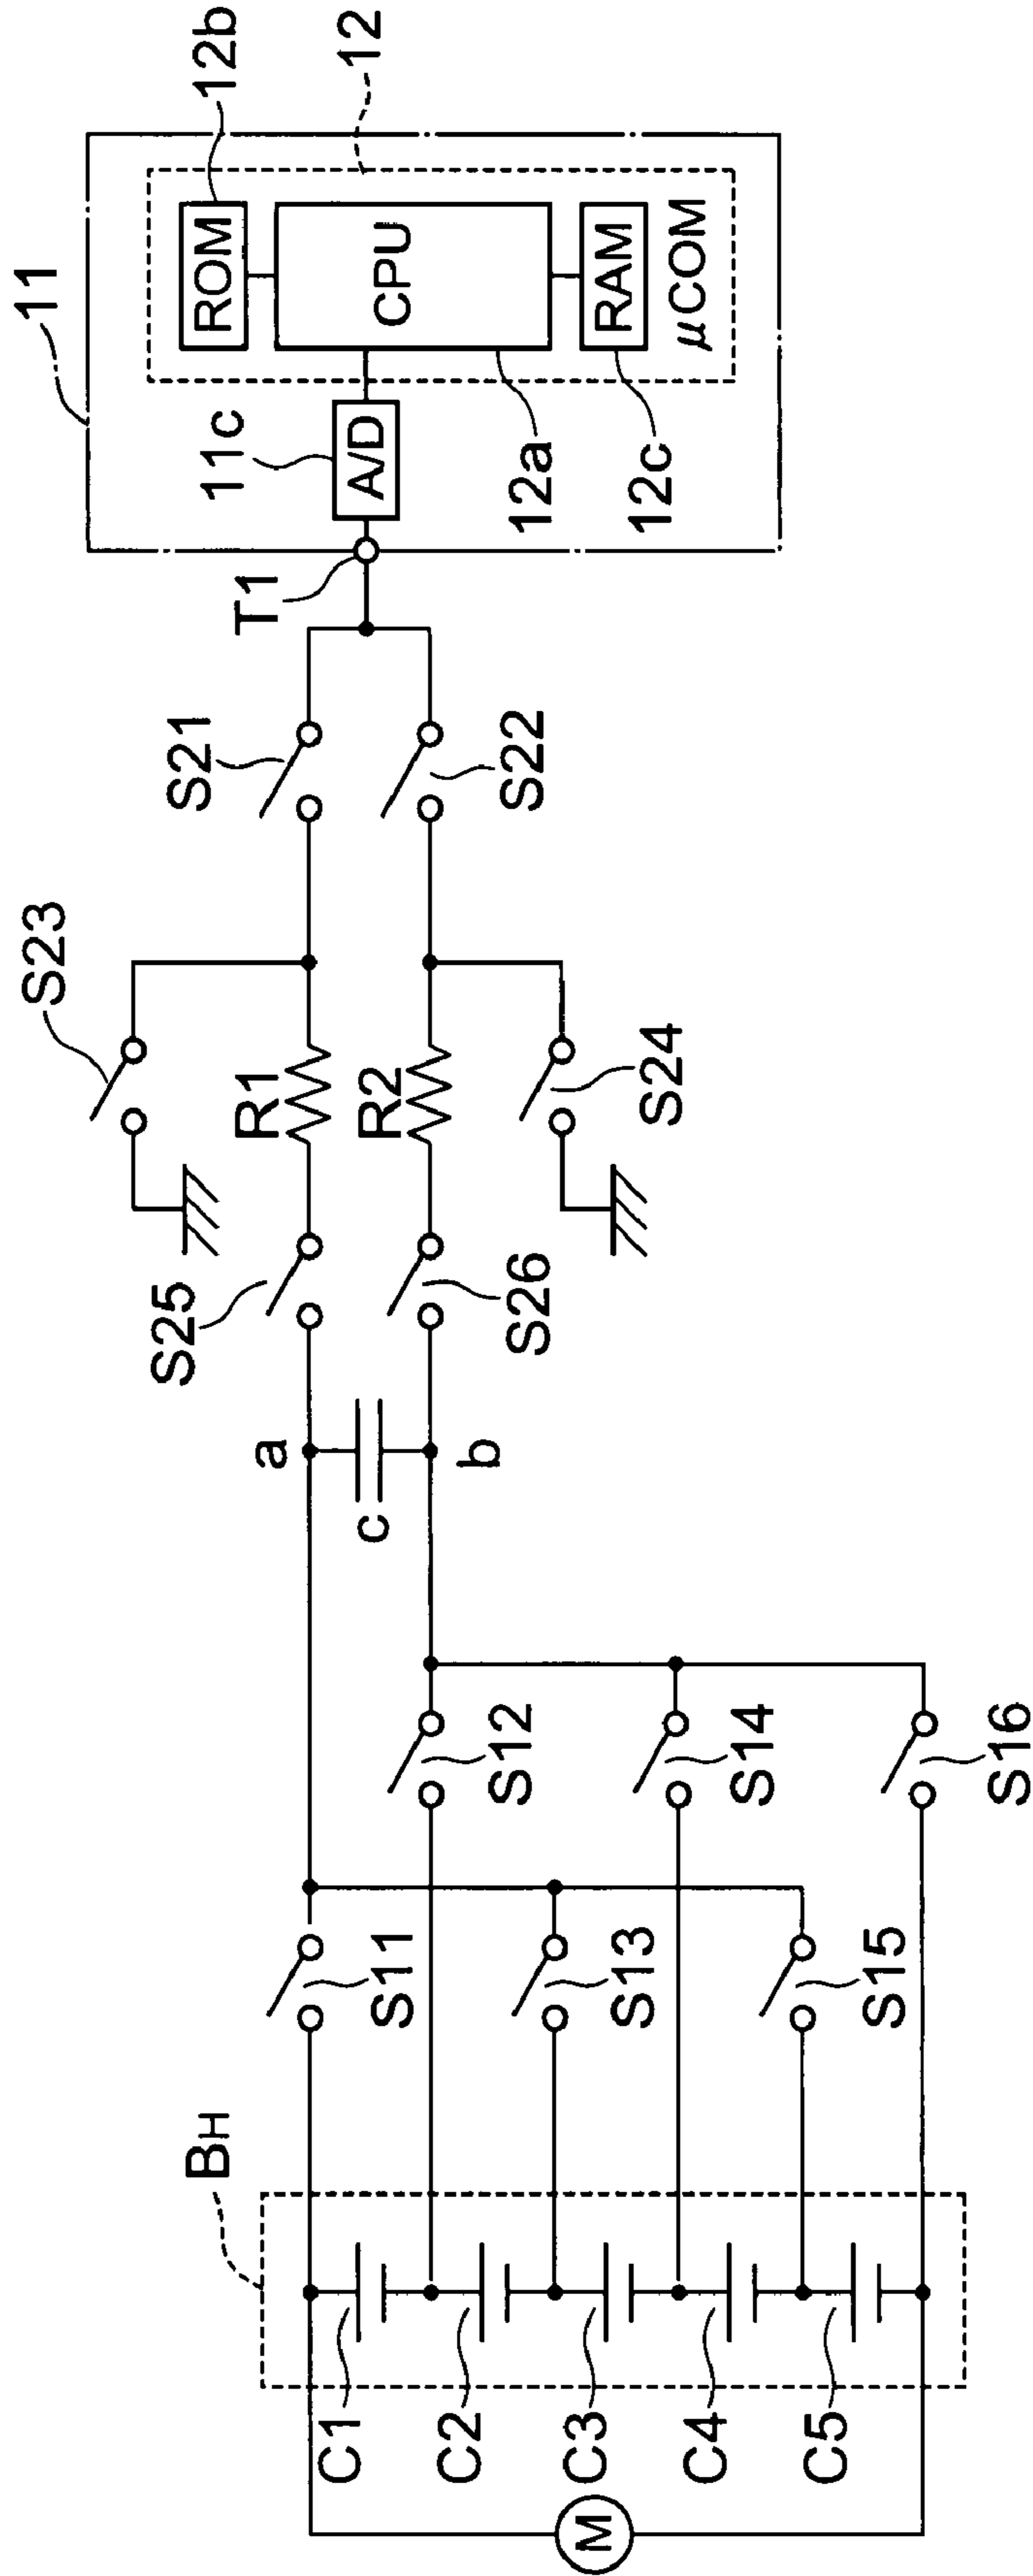 11
12b
12
ROM
CPU
RAM
μCOM
11c
A/D
12a
12c
T1
S21
S22
S23
R1
R2
S24
S25
S26
a
b
c
S12
S14
S16
S11
S13
S15
BH
C1
C2
C3
C4
C5
M